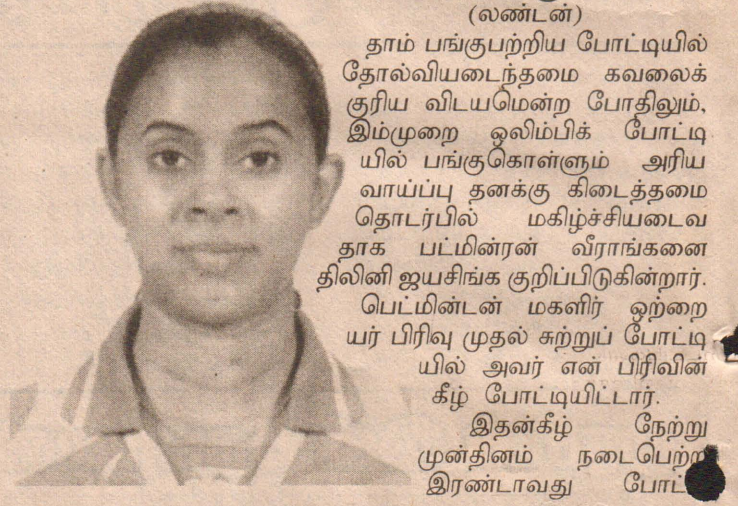 (லண்டன்)
தாம் பங்குபற்றிய போட்டியில்
தோல்வியடைந்தமை கவலைக்
குரிய விடயமென்ற போதிலும்,
இம்முறை ஒலிம்பிக் போட்டி
யில் பங்குகொள்ளும் அரிய
வாய்ப்பு தனக்கு கிடைத்தமை
தொடர்பில் மகிழ்ச்சியடைவ
தாக பட்மின்ரன் வீராங்கனை
திலினி ஜயசிங்க குறிப்பிடுகின்றார்.
பெட்மின்டன் மகளிர் ஒற்றை
யர் பிரிவு முதல் சுற்றுப் போட்டி
யில் அவர் என் பிரிவின்
கீழ் போட்டியிட்டார்.
இதன்கீழ் நேற்று
முன்தினம் நடைபெற்ற
இரண்டாவது